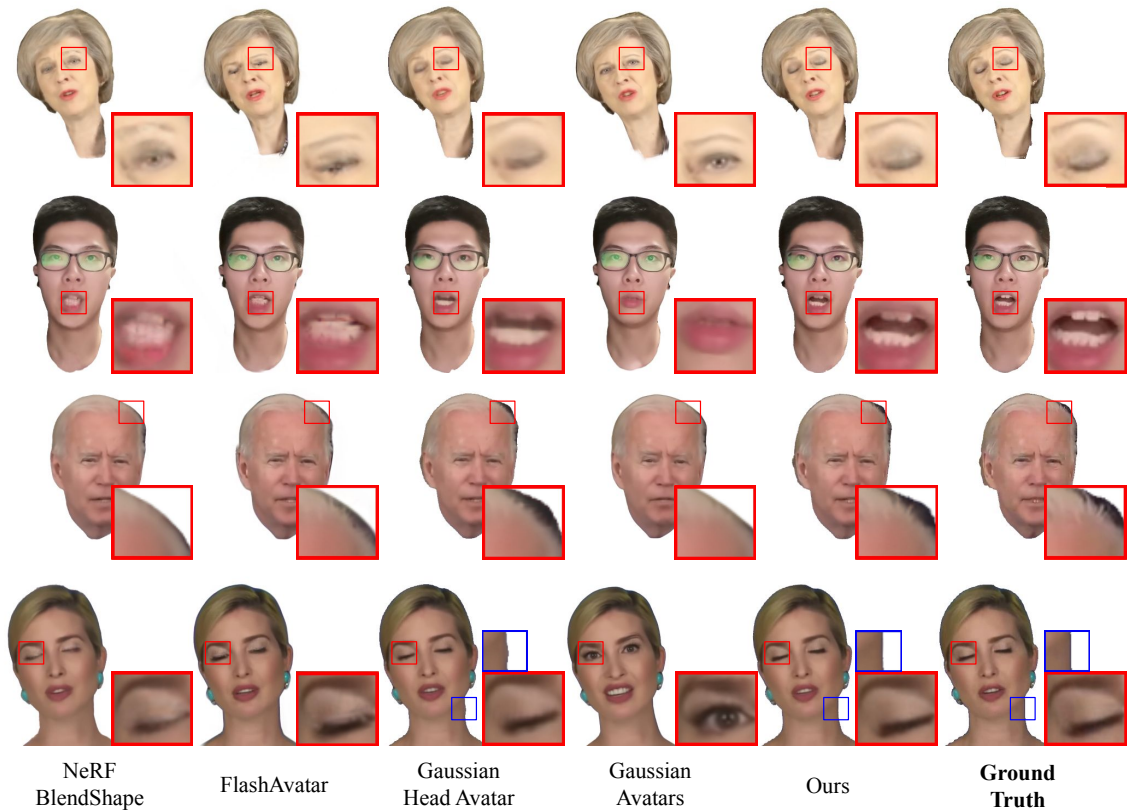 NeRF
BlendShape
FlashAvatar
Gaussian
Head Avatar
Gaussian
Avatars
Ours
Ground
Truth